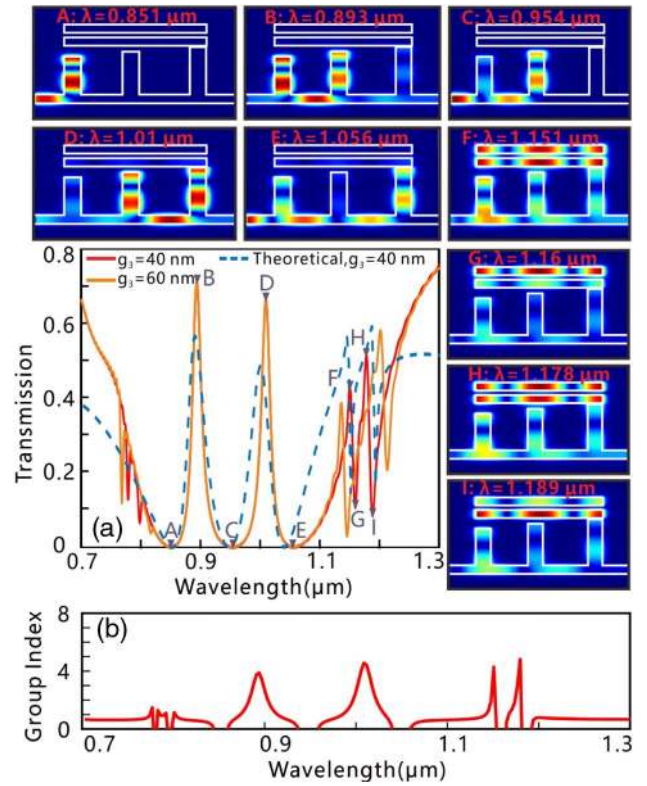 A: λ=0.851 μm
B: λ=0.893 μm
C: λ=0.954 μm
D: λ=1.01 μm
E: λ=1.056 μm
F: λ=1.151 μm
G: λ=1.16 μm
H: λ=1.178 μm
I: λ=1.189 μm
0.8
0.6
0.4
0.2
0
Transmission
g₃=40 nm
Theoretical,g₃=40 nm
g₃=60 nm
B
D
H
F
G
I
A
C
E
(a)
0.7
0.9
1.1
1.3
Wavelength(μm)
(b)
8
4
0
Group Index
0.7
0.9
1.1
1.3
Wavelength(μm)